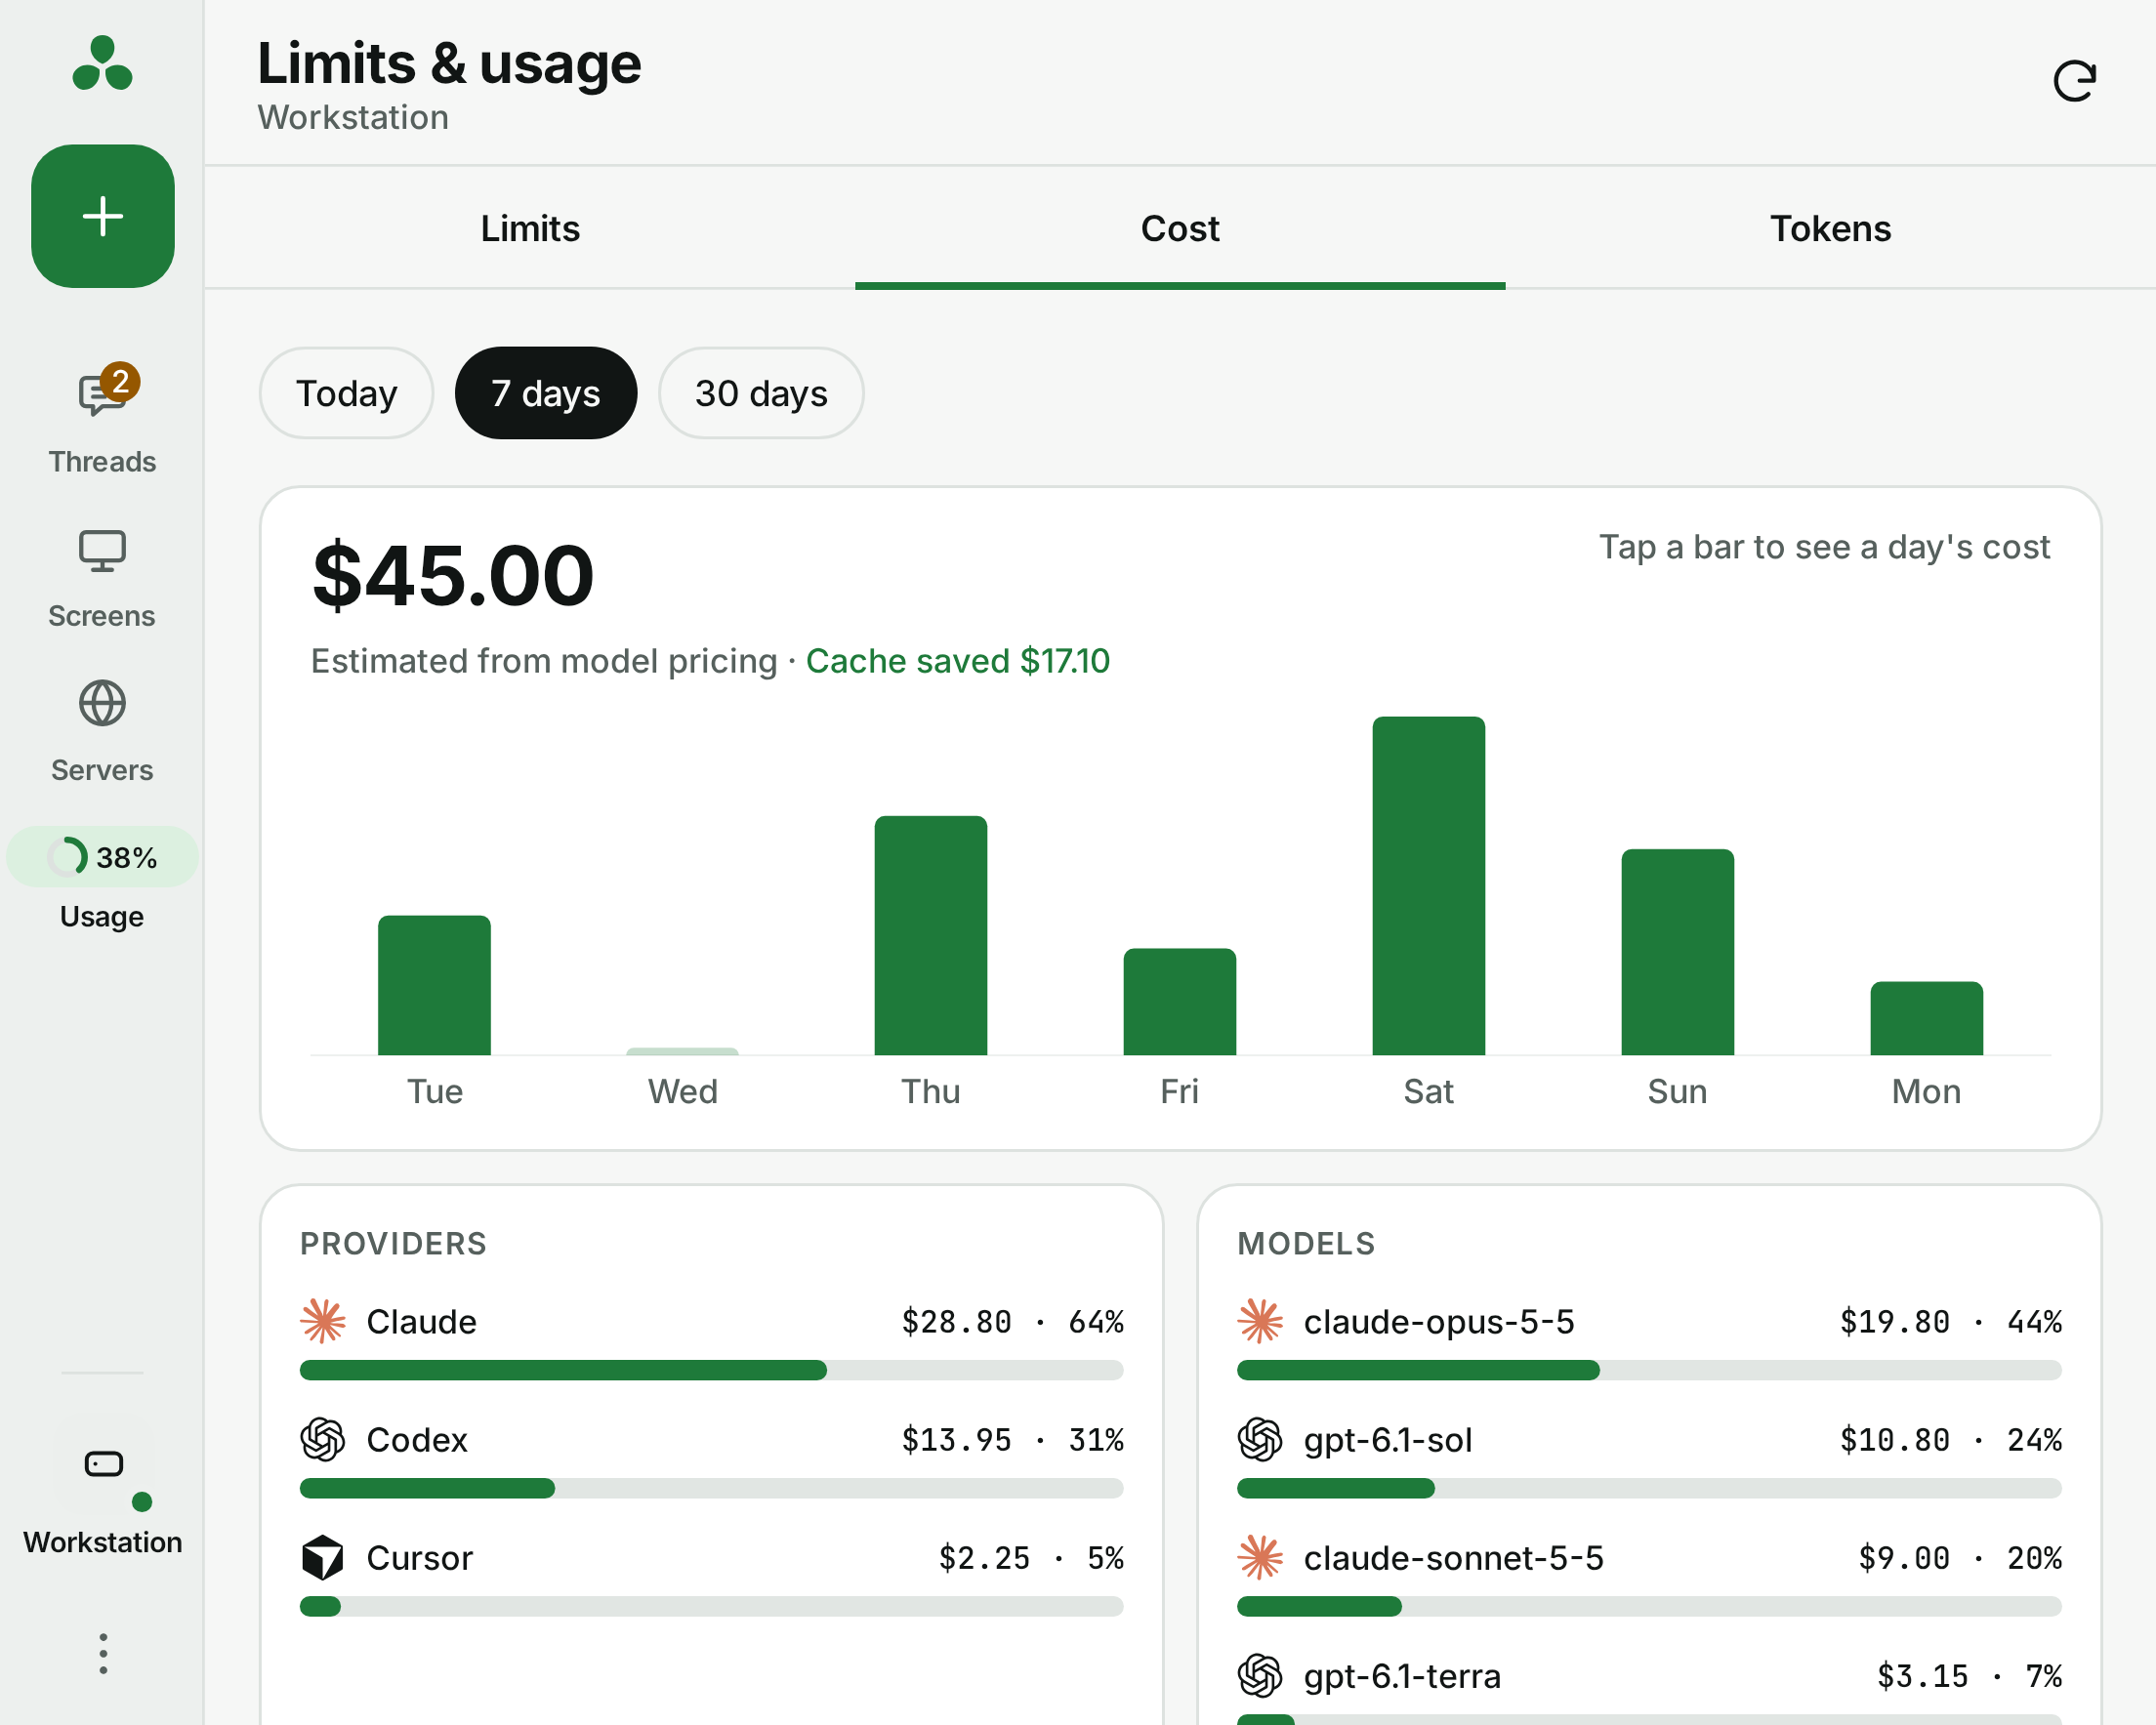 Limits & usage
Workstation
2
Threads
Screens
Servers
38%
Usage
Workstation
Limits
Cost
Tokens
Today
7 days
30 days
$45.00
Tap a bar to see a day's cost
Estimated from model pricing · Cache saved $17.10
Tue
Wed
Thu
Fri
Sat
Sun
Mon
PROVIDERS
Claude
$28.80 · 64%
Codex
$13.95 · 31%
Cursor
$2.25 · 5%
MODELS
claude-opus-5-5
$19.80 · 44%
gpt-6.1-sol
$10.80 · 24%
claude-sonnet-5-5
$9.00 · 20%
gpt-6.1-terra
$3.15 · 7%